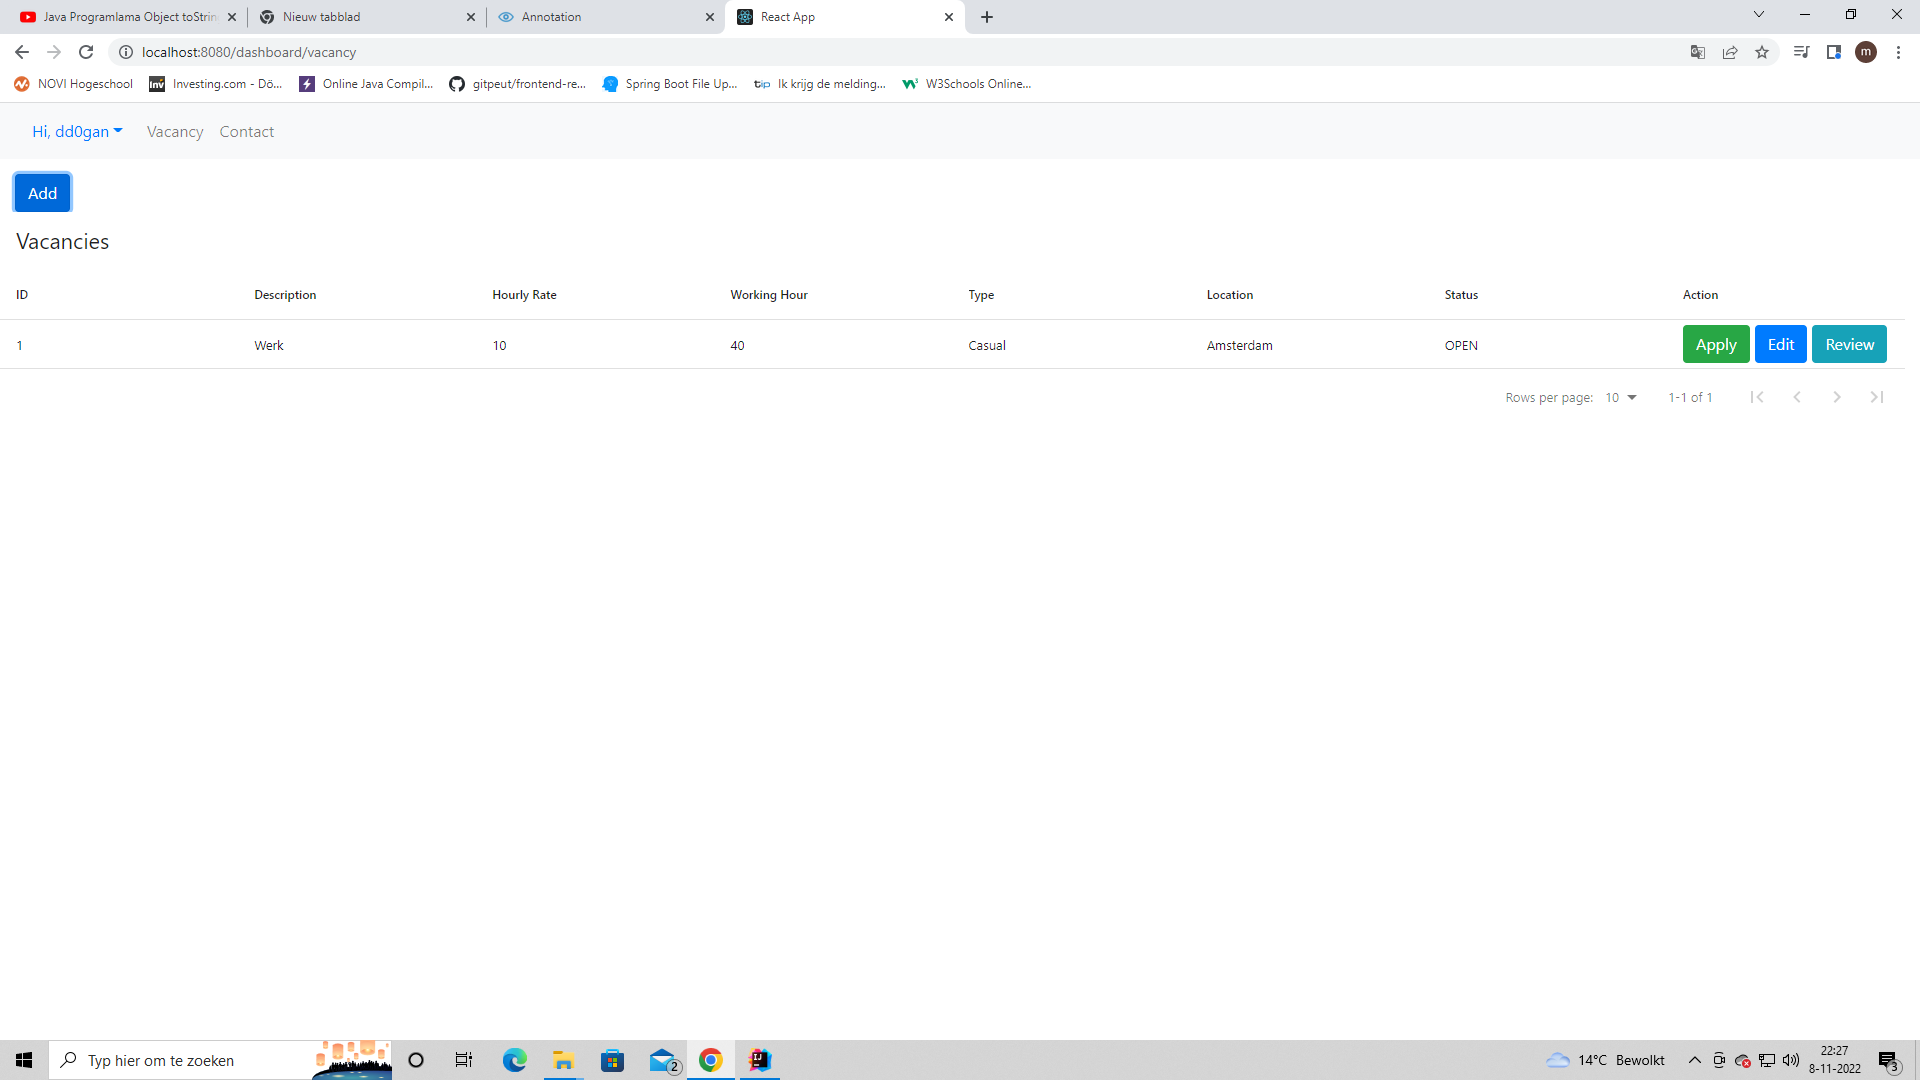 Java Programlama Object toStrin
Nieuw tabblad
Annotation
React App
localhost:8080/dashboard/vacancy
m
NOVI Hogeschool
Investing.com - Dö...
Online Java Compil...
gitpeut/frontend-re...
Spring Boot File Up...
tip Ik krijg de melding...
W3Schools Online...
Hi, dd0gan Vacancy Contact
Add
Vacancies
ID Description Hourly Rate Working Hour Type Location Status Action
1 Werk 10 40 Casual Amsterdam OPEN Apply Edit Review
Rows per page: 10 1-1 of 1
Typ hier om te zoeken
2
14°C Bewolkt
22:27
8-11-2022
3